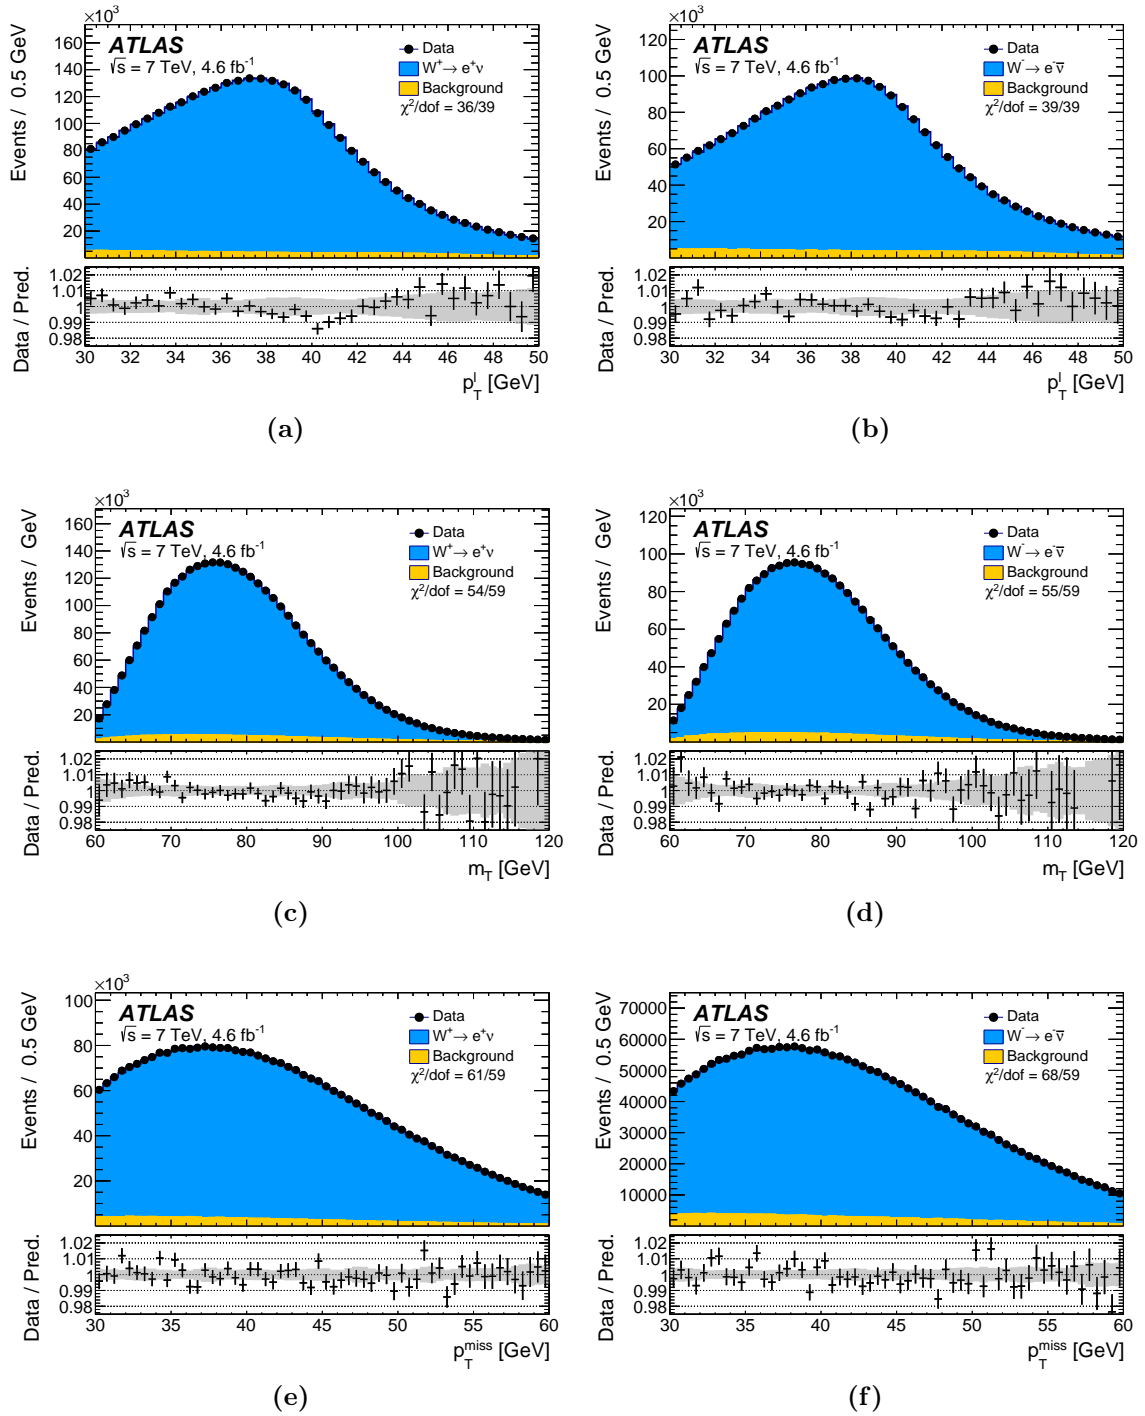 ×10³
Events / 0.5 GeV
160
140
120
100
80
60
40
20
ATLAS
√s = 7 TeV, 4.6 fb⁻¹
Data
W⁺→ e⁺ν
Background
χ²/dof = 36/39
Data / Pred.
1.02
1.01
1
0.99
0.98
30 32 34 36 38 40 42 44 46 48 50
p_T^l [GeV]
(a)
×10³
Events / 0.5 GeV
120
100
80
60
40
20
ATLAS
√s = 7 TeV, 4.6 fb⁻¹
Data
W⁻→ e⁻ν̅
Background
χ²/dof = 39/39
Data / Pred.
1.02
1.01
1
0.99
0.98
30 32 34 36 38 40 42 44 46 48 50
p_T^l [GeV]
(b)
×10³
Events / GeV
160
140
120
100
80
60
40
20
ATLAS
√s = 7 TeV, 4.6 fb⁻¹
Data
W⁺→ e⁺ν
Background
χ²/dof = 54/59
Data / Pred.
1.02
1.01
1
0.99
0.98
60 70 80 90 100 110 120
m_T [GeV]
(c)
×10³
Events / GeV
120
100
80
60
40
20
ATLAS
√s = 7 TeV, 4.6 fb⁻¹
Data
W⁻→ e⁻ν̅
Background
χ²/dof = 55/59
Data / Pred.
1.02
1.01
1
0.99
0.98
60 70 80 90 100 110 120
m_T [GeV]
(d)
×10³
Events / 0.5 GeV
100
80
60
40
20
ATLAS
√s = 7 TeV, 4.6 fb⁻¹
Data
W⁺→ e⁺ν
Background
χ²/dof = 61/59
Data / Pred.
1.02
1.01
1
0.99
0.98
30 35 40 45 50 55 60
p_T^miss [GeV]
(e)
Events / 0.5 GeV
70000
60000
50000
40000
30000
20000
10000
ATLAS
√s = 7 TeV, 4.6 fb⁻¹
Data
W⁻→ e⁻ν̅
Background
χ²/dof = 68/59
Data / Pred.
1.02
1.01
1
0.99
0.98
30 35 40 45 50 55 60
p_T^miss [GeV]
(f)